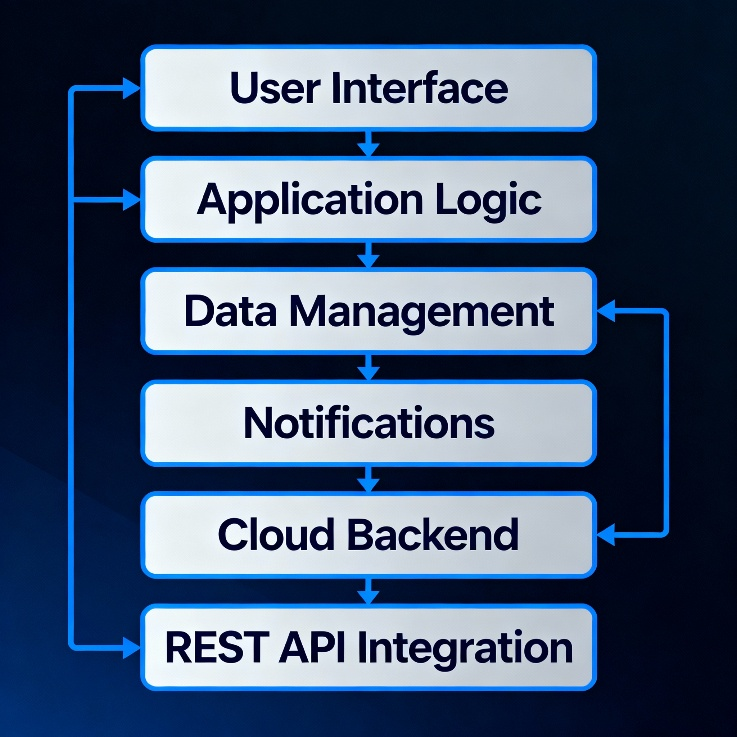 User Interface
Application Logic
Data Management
Notifications
Cloud Backend
REST API Integration